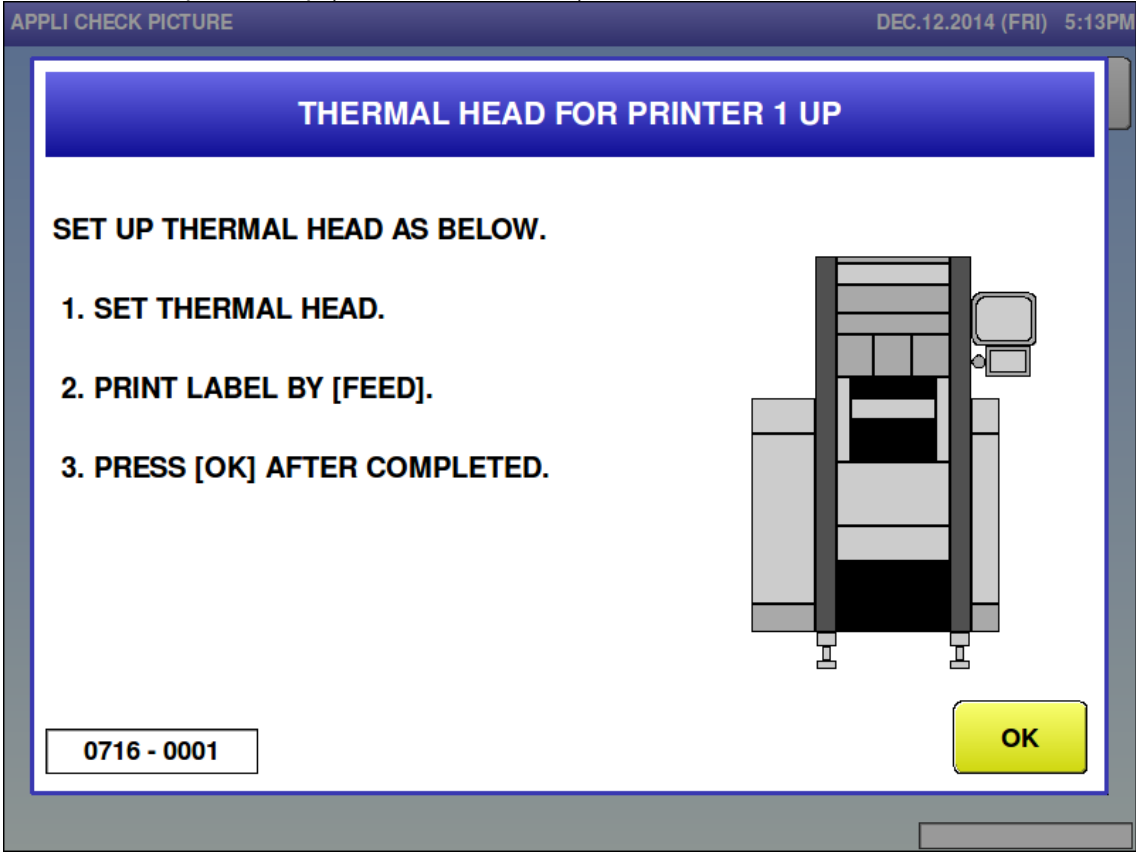 APPLI CHECK PICTURE DEC.12.2014 (FRI) 5:13PM
THERMAL HEAD FOR PRINTER 1 UP
SET UP THERMAL HEAD AS BELOW.
1. SET THERMAL HEAD.
2. PRINT LABEL BY [FEED].
3. PRESS [OK] AFTER COMPLETED.
0716 - 0001
OK